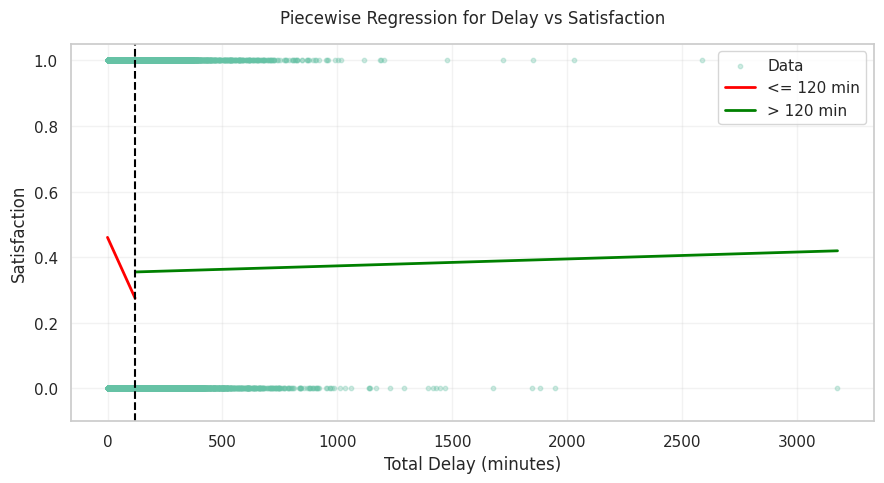 Piecewise Regression for Delay vs Satisfaction
Data
<= 120 min
> 120 min
Satisfaction
1.0
0.8
0.6
0.4
0.2
0.0
0
500
1000
1500
2000
2500
3000
Total Delay (minutes)